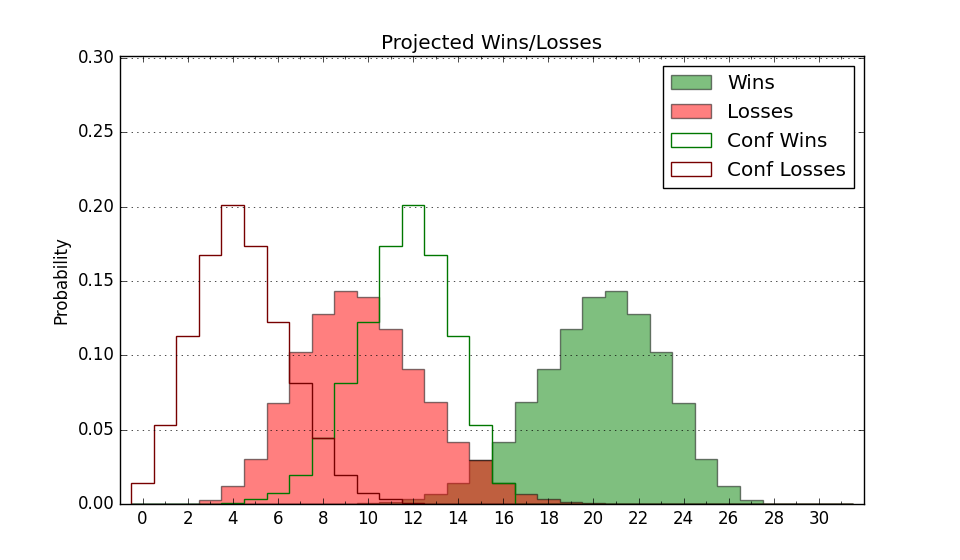 Projected Wins/Losses
0.30
0.25
0.20
0.15
0.10
0.05
0.00
Probability
Wins
Losses
Conf Wins
Conf Losses
0 2 4 6 8 10 12 14 16 18 20 22 24 26 28 30